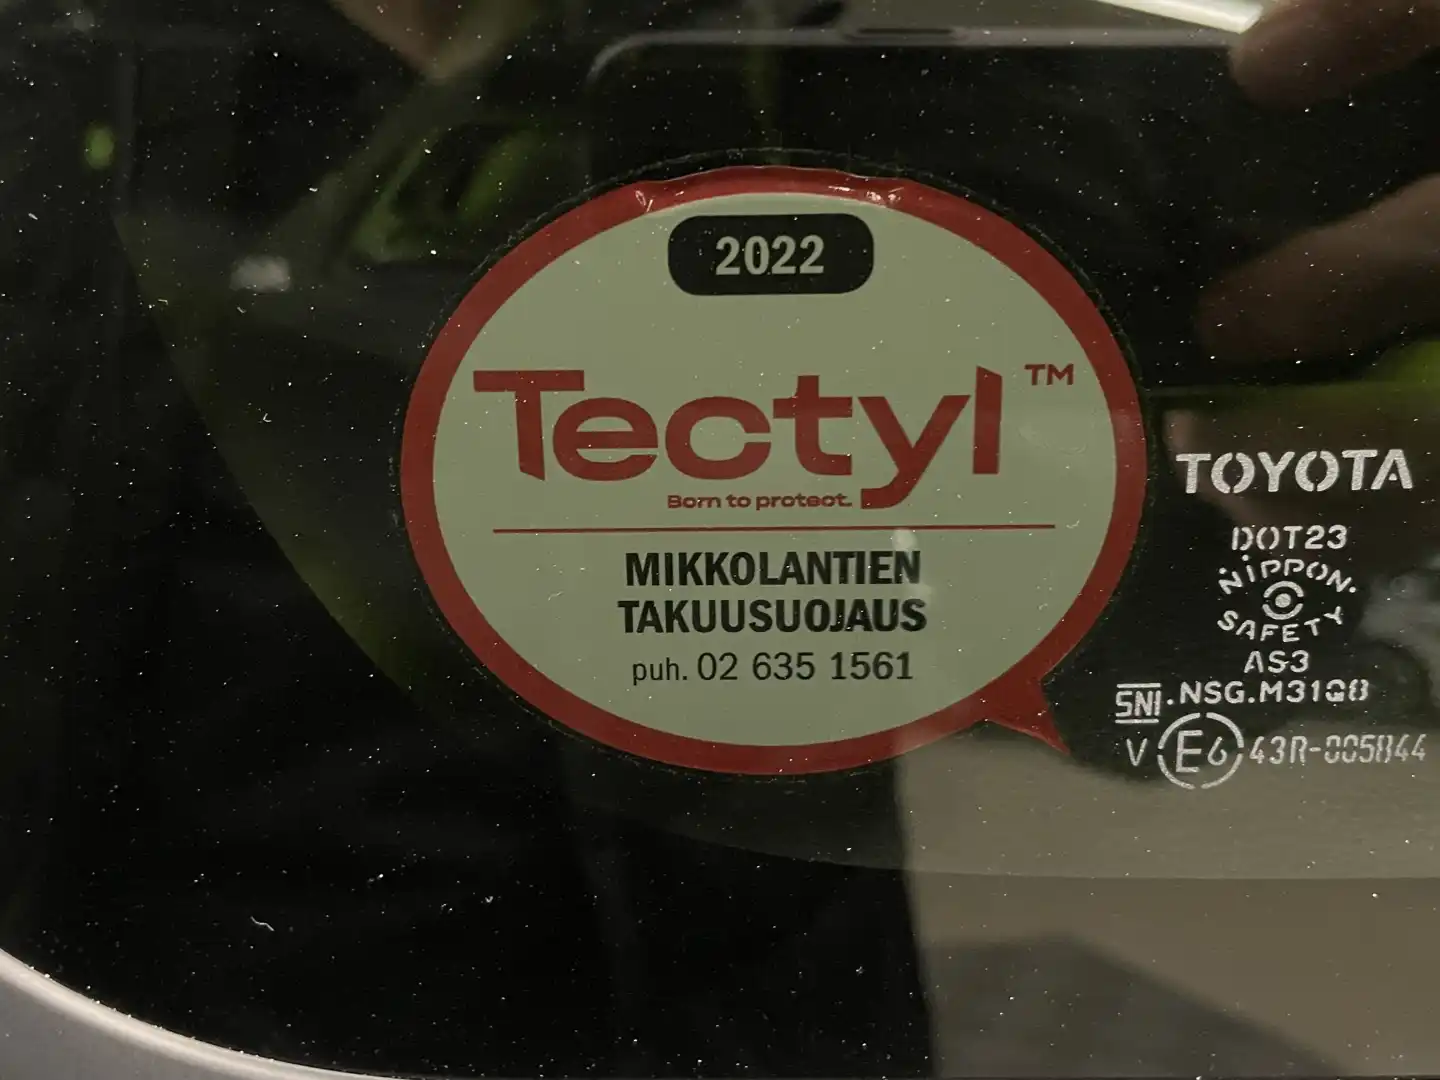 2022
Tectyl™
Born to protect.
MIKKOLANTIEN
TAKUUSUOJAUS
puh. 02 635 1561
TOYOTA
DOT23
NIPPON
SAFETY
AS3
SNI.NSG.M31Q8
V E6 43R-005844